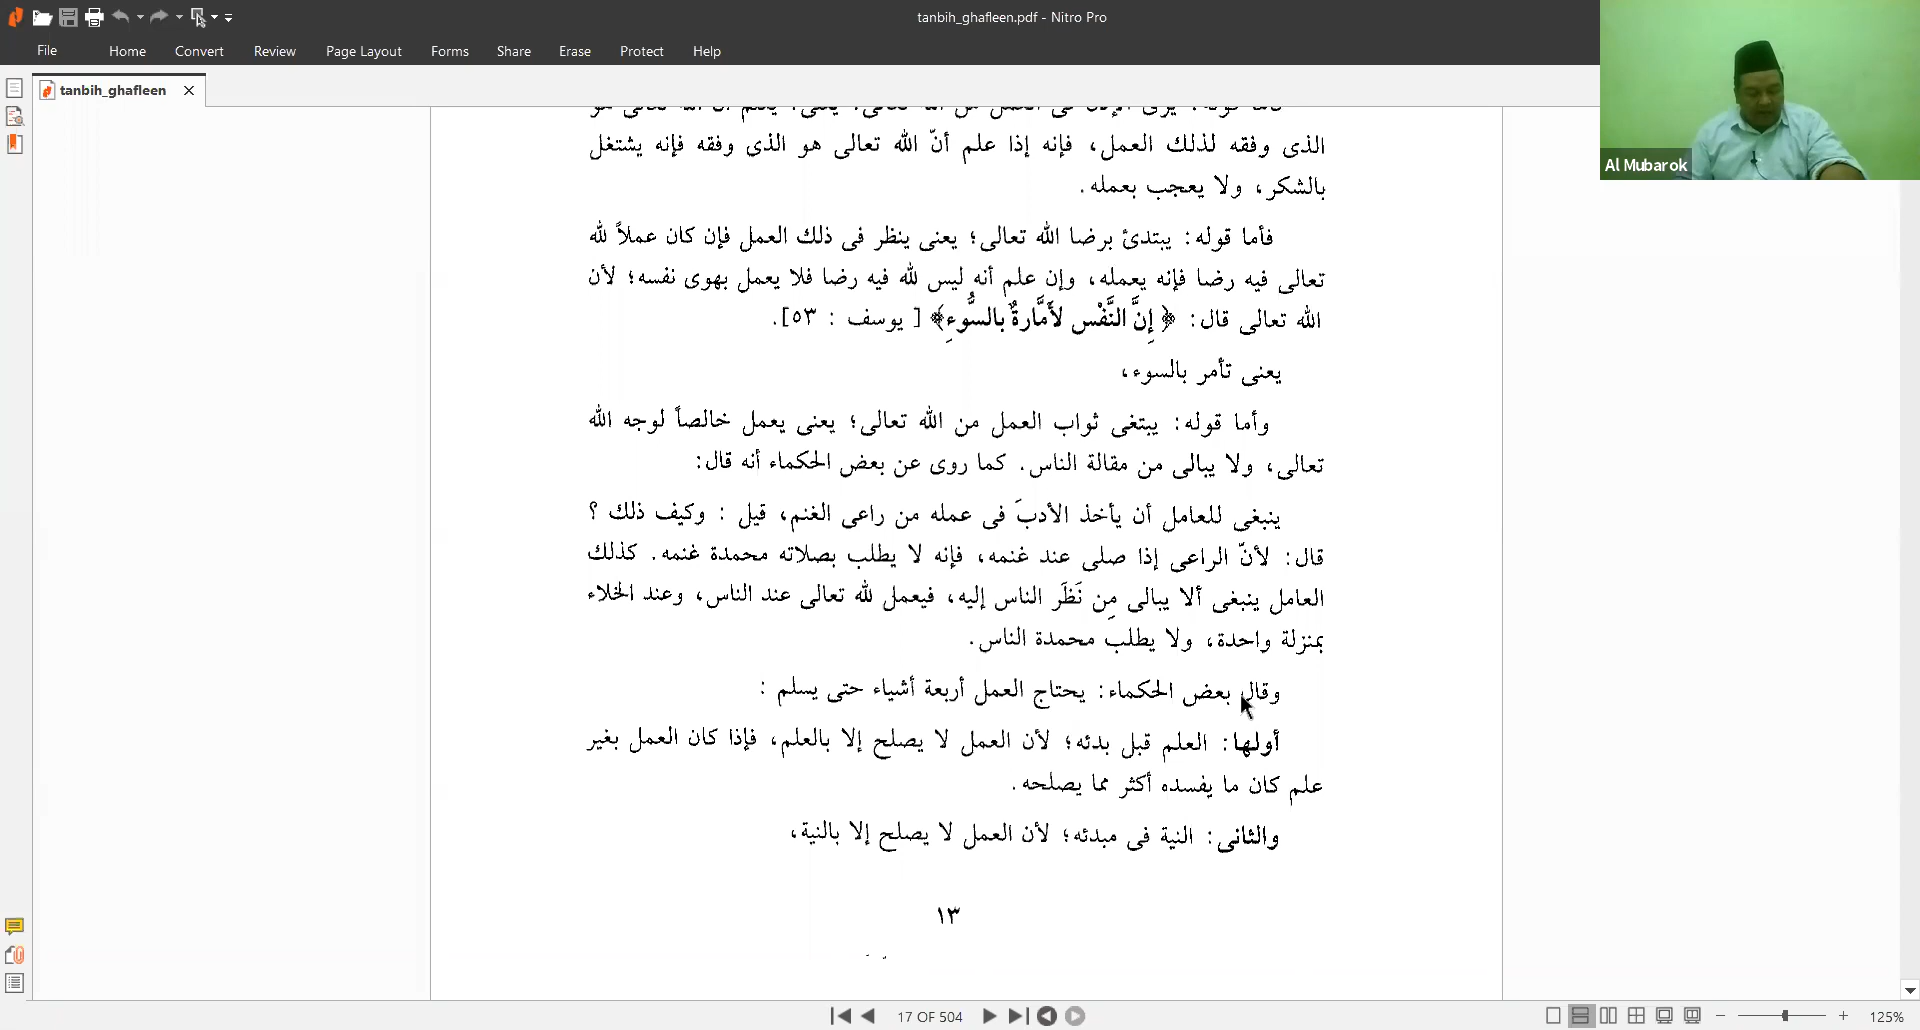 tanbih_ghafleen.pdf - Nitro Pro
File Home Convert Review Page Layout Forms Share Erase Protect Help
tanbih_ghafleen
Al Mubarok
الذى وفقه لذلك العمل، فإنه إذا علم أنّ الله تعالى هو الذى وفقه فإنه يشتغل
بالشكر، ولا يعجب بعمله.
فأما قوله: يبتدئ برضا الله تعالى؛ يعنى ينظر فى ذلك العمل فإن كان عملاً لله
تعالى فيه رضا فإنه يعمله، وإن علم أنه ليس لله فيه رضا فلا يعمل بهوى نفسه؛ لأن
الله تعالى قال: ﴿إِنَّ النَّفْس لأَمَّارةٌ بالسُّوءِ﴾ [ يوسف : ٥٣].
يعنى تأمر بالسوء،
وأما قوله: يبتغى ثواب العمل من الله تعالى؛ يعنى يعمل خالصاً لوجه الله
تعالى، ولا يبالى من مقالة الناس. كما روى عن بعض الحكماء أنه قال:
ينبغى للعامل أن يأخذ الأدبَ فى عمله من راعى الغنم، قيل : وكيف ذلك ؟
قال: لأنّ الراعى إذا صلى عند غنمه، فإنه لا يطلب بصلاته محمدة غنمه. كذلك
العامل ينبغى ألا يبالى مِن نَظَر الناس إليه، فيعمل لله تعالى عند الناس، وعند الخلاء
بمنزلة واحدة، ولا يطلب محمدة الناس.
وقال بعض الحكماء: يحتاج العمل أربعة أشياء حتى يسلم :
أولها: العلم قبل بدئه؛ لأن العمل لا يصلح إلا بالعلم، فإذا كان العمل بغير
علم كان ما يفسده أكثر مما يصلحه.
والثانى: النية فى مبدئه؛ لأن العمل لا يصلح إلا بالنية،
١٣
17 OF 504
125%